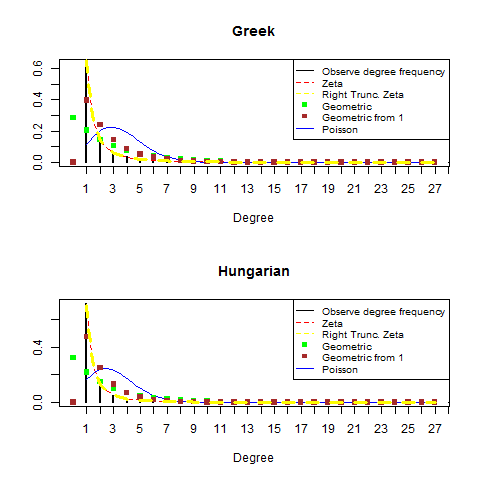 Greek
0.6
0.4
0.2
0.0
Observe degree frequency
Zeta
Right Trunc. Zeta
Geometric
Geometric from 1
Poisson
1 3 5 7 9 11 13 15 17 19 21 23 25 27
Degree
Hungarian
0.4
0.0
Observe degree frequency
Zeta
Right Trunc. Zeta
Geometric
Geometric from 1
Poisson
1 3 5 7 9 11 13 15 17 19 21 23 25 27
Degree